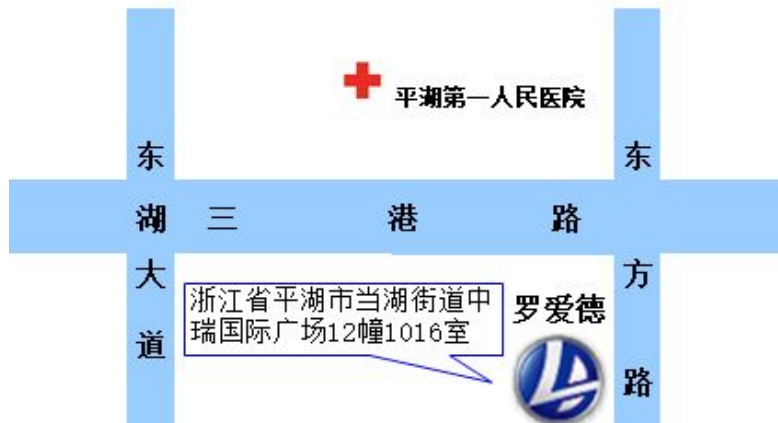 平湖第一人民医院
东湖大道
东方路
三港路
浙江省平湖市当湖街道中
瑞国际广场12幢1016室
罗爱德